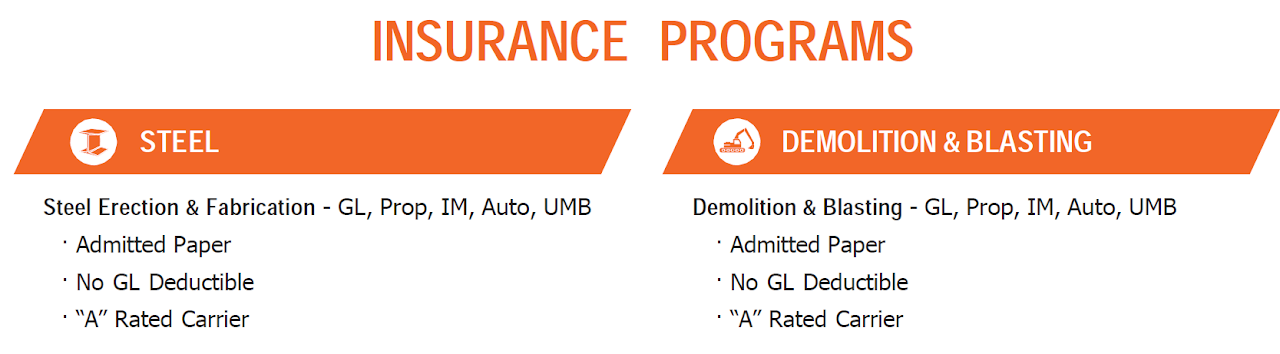 INSURANCE PROGRAMS
STEEL
Steel Erection & Fabrication - GL, Prop, IM, Auto, UMB
· Admitted Paper
· No GL Deductible
· “A” Rated Carrier
DEMOLITION & BLASTING
Demolition & Blasting - GL, Prop, IM, Auto, UMB
· Admitted Paper
· No GL Deductible
· “A” Rated Carrier